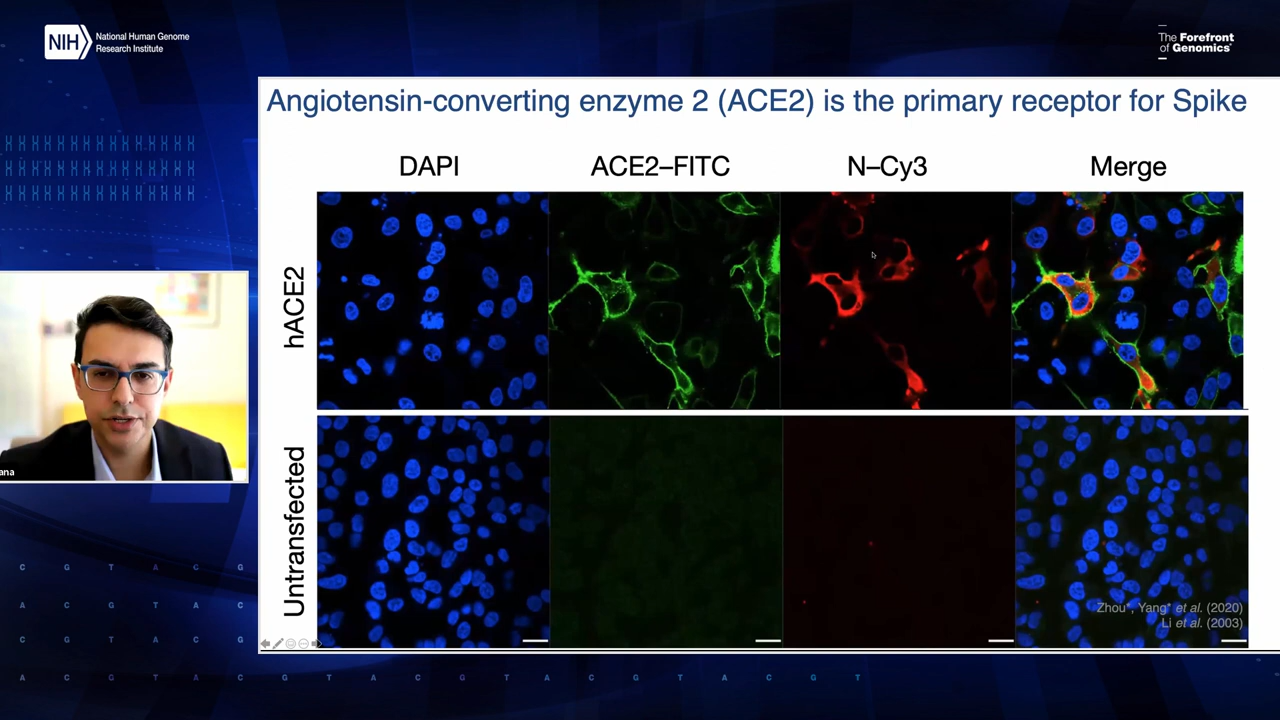 NIH
National Human Genome
Research Institute
The Forefront
of Genomics®
Angiotensin-converting enzyme 2 (ACE2) is the primary receptor for Spike
DAPI
ACE2–FITC
N–Cy3
Merge
hACE2
Untransfected
Zhou*, Yang* et al. (2020)
Li et al. (2003)
ana
C G T A C G
A C G T A C
C G T A C G
A C G T A C G T A C G T A C G T A C G T